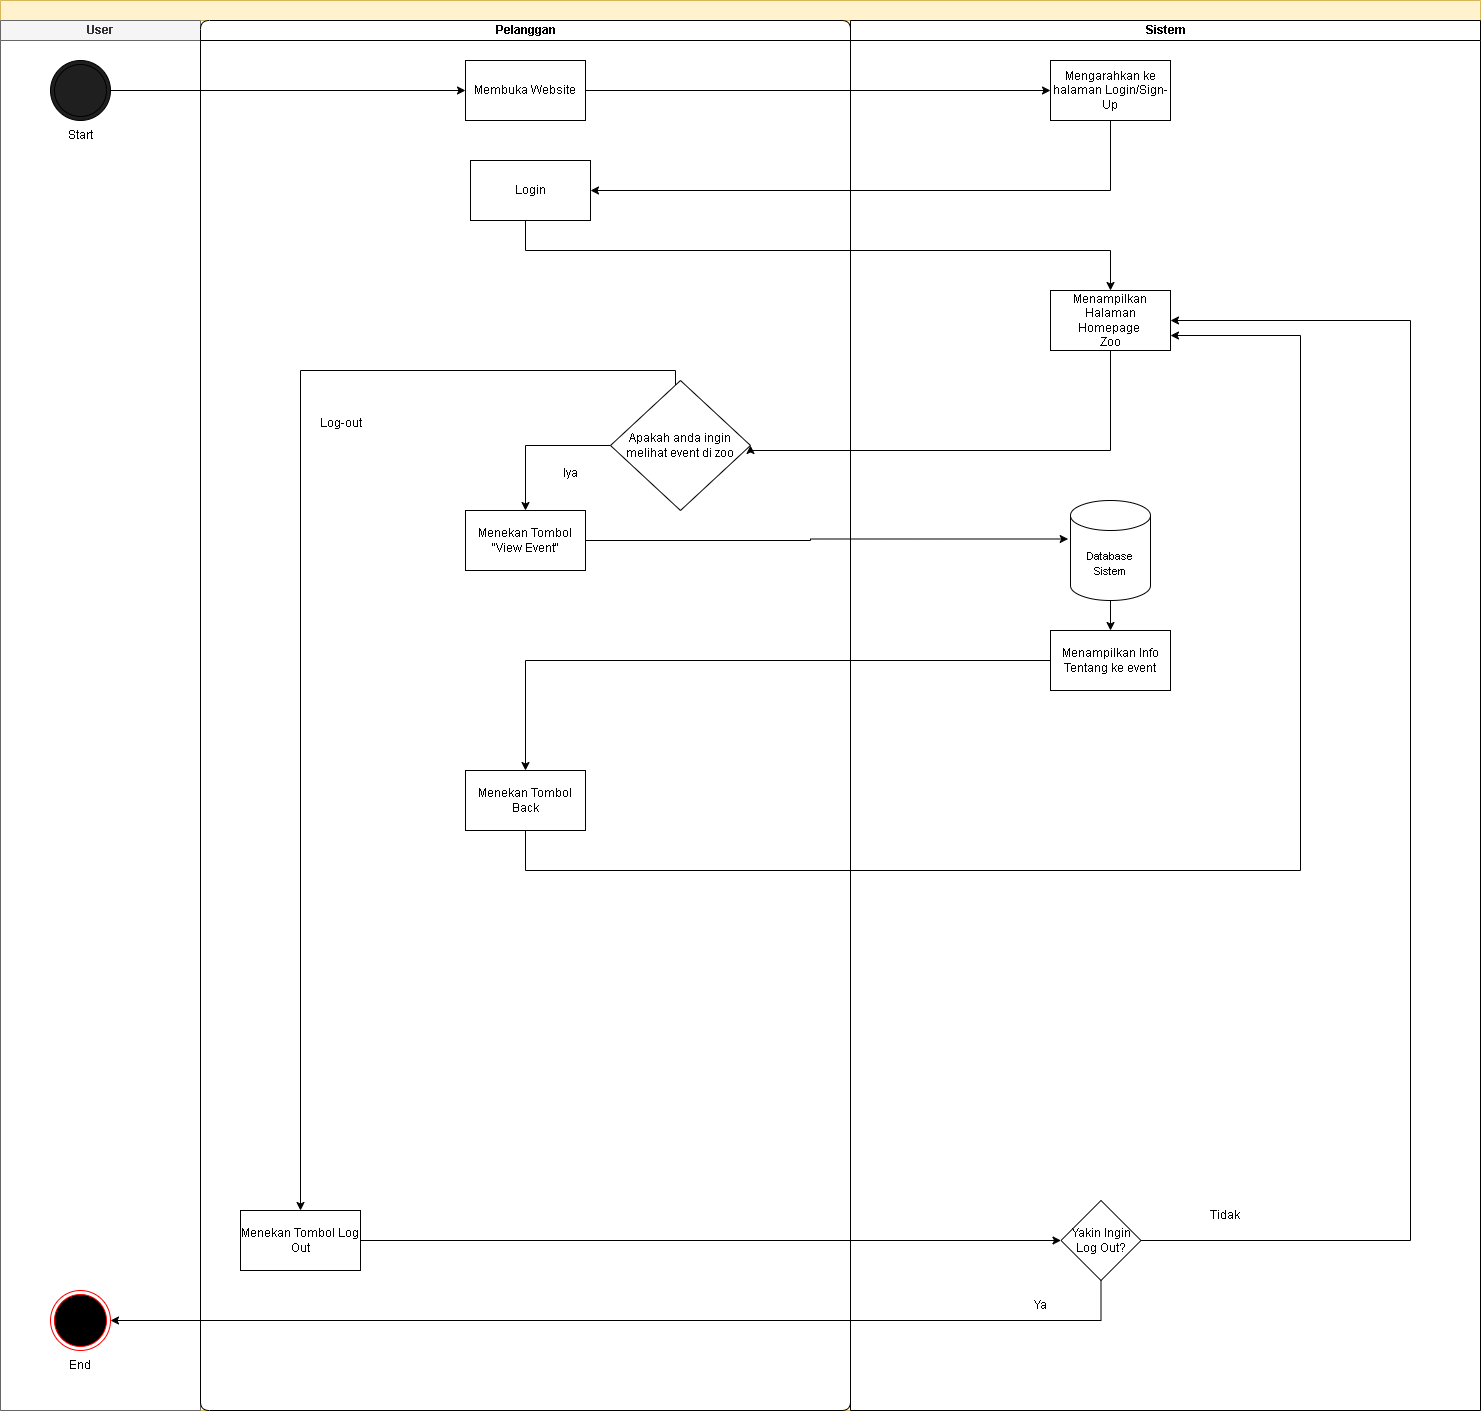 User
Pelanggan
Sistem
Start
Membuka Website
Mengarahkan ke
halaman Login/Sign-
Up
Login
Menampilkan
Halaman
Homepage
Zoo
Log-out
Apakah anda ingin
melihat event di zoo
Iya
Menekan Tombol
"View Event"
Database
Sistem
Menampilkan Info
Tentang ke event
Menekan Tombol
Back
Menekan Tombol Log
Out
Yakin Ingin
Log Out?
Tidak
Ya
End